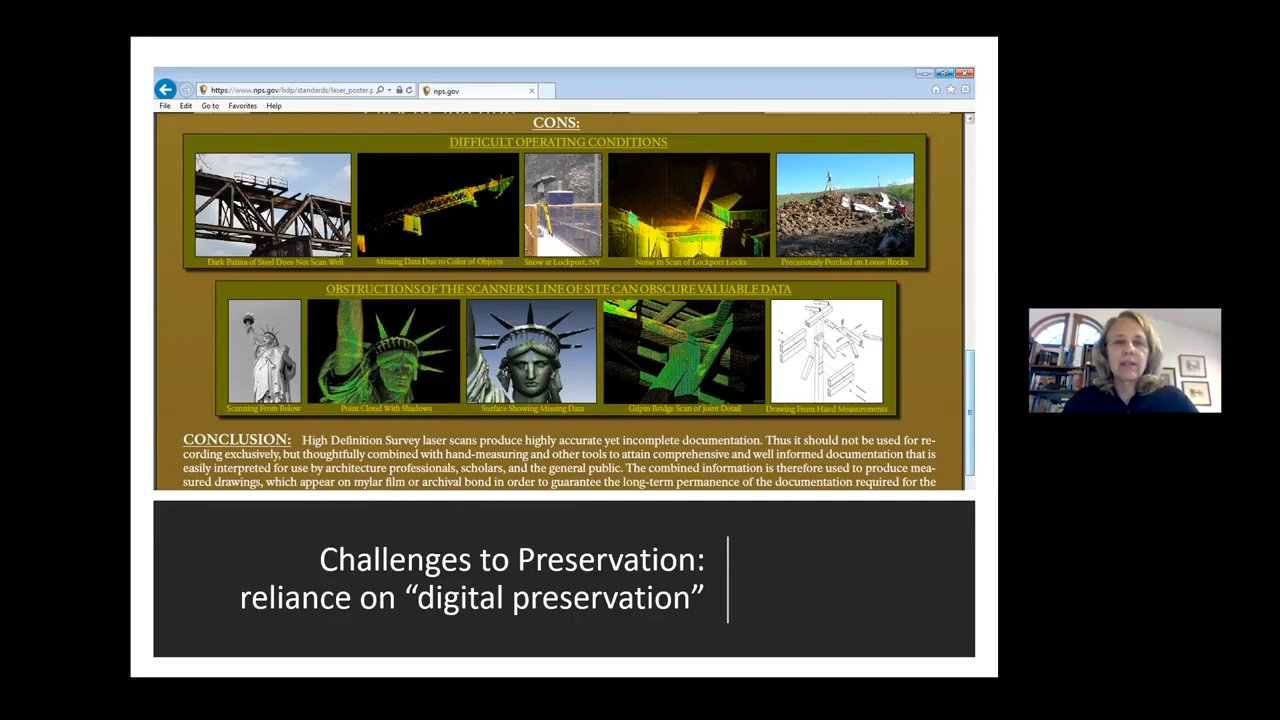 https://www.nps.gov/hdp/standards/laser_poster.p
nps.gov
File Edit Go to Favorites Help
CONS:
DIFFICULT OPERATING CONDITIONS
Dark Patina of Steel Does Not Scan Well
Missing Data Due to Color of Objects
Snow at Lockport, NY
Noise In Scan of Lockport Locks
Precariously Perched on Loose Rocks
OBSTRUCTIONS OF THE SCANNER'S LINE OF SITE CAN OBSCURE VALUABLE DATA
Scanning From Below
Point Cloud With Shadows
Surface Showing Missing Data
Gilpin Bridge Scan of Joint Detail
Drawing From Hand Measurements
CONCLUSION: High Definition Survey laser scans produce highly accurate yet incomplete documentation. Thus it should not be used for re-
cording exclusively, but thoughtfully combined with hand-measuring and other tools to attain comprehensive and well informed documentation that is
easily interpreted for use by architecture professionals, scholars, and the general public. The combined information is therefore used to produce mea-
sured drawings, which appear on mylar film or archival bond in order to guarantee the long-term permanence of the documentation required for the
Challenges to Preservation:
reliance on “digital preservation”